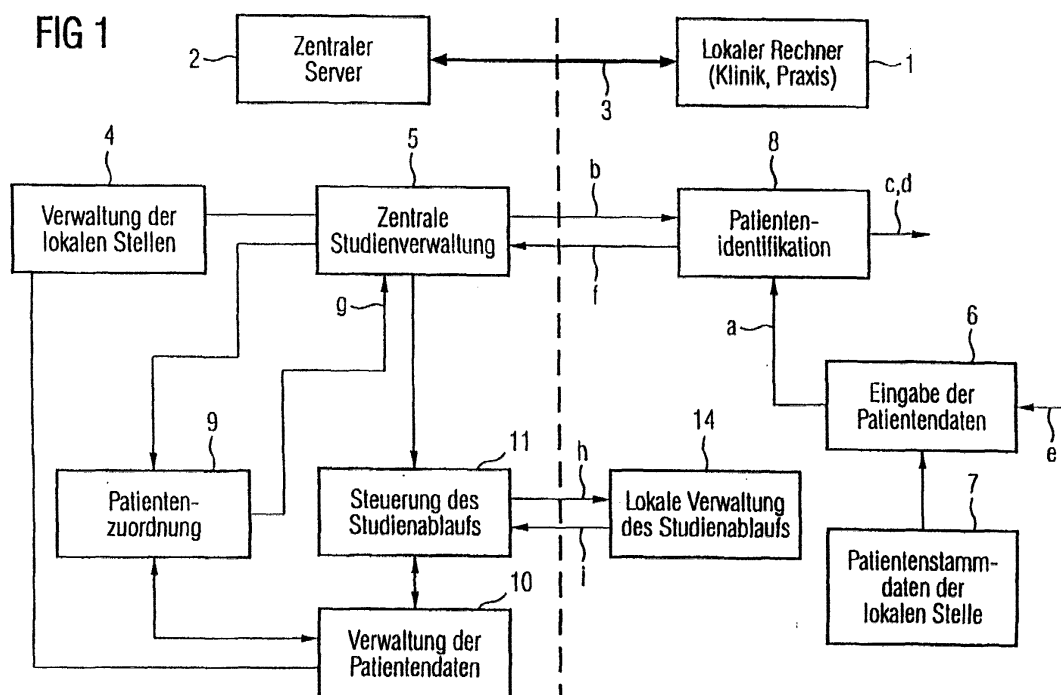 FIG 1
2
Zentraler
Server
3
Lokaler Rechner
(Klinik, Praxis)
1
4
Verwaltung der
lokalen Stellen
5
Zentrale
Studienverwaltung
b
f
8
Patienten-
identifikation
c,d
g
a
6
Eingabe der
Patientendaten
e
9
Patienten-
zuordnung
11
Steuerung des
Studienablaufs
h
i
14
Lokale Verwaltung
des Studienablaufs
7
Patientenstamm-
daten der
lokalen Stelle
10
Verwaltung der
Patientendaten